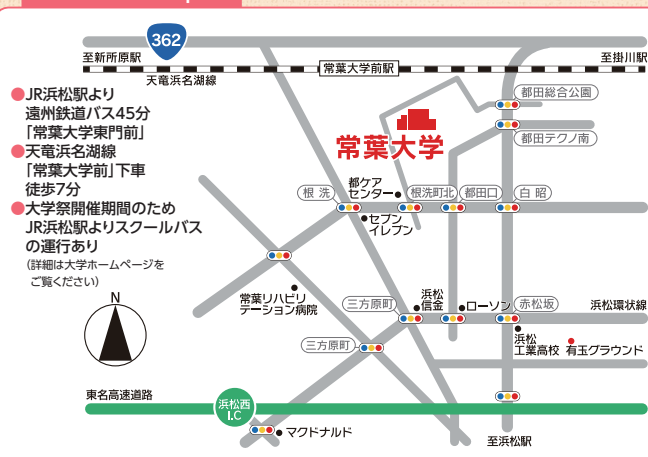 362
至新所原駅
至掛川駅
常葉大学前駅
天竜浜名湖線
●JR浜松駅より
遠州鉄道バス45分
「常葉大学東門前」
●天竜浜名湖線
「常葉大学前」下車
徒歩7分
●大学祭開催期間のため
JR浜松駅よりスクールバス
の運行あり
(詳細は大学ホームページを
ご覧ください)
N
都田総合公園
都田テクノ南
常葉大学
都ケア
センター
根洗
根洗町北
都田口
白昭
セブン
イレブン
常葉リハビリ
テーション病院
三方原町
浜松
信金
ローソン
赤松坂
浜松環状線
三方原町
浜松
工業高校
有玉グラウンド
東名高速道路
浜松西
I.C
マクドナルド
至浜松駅